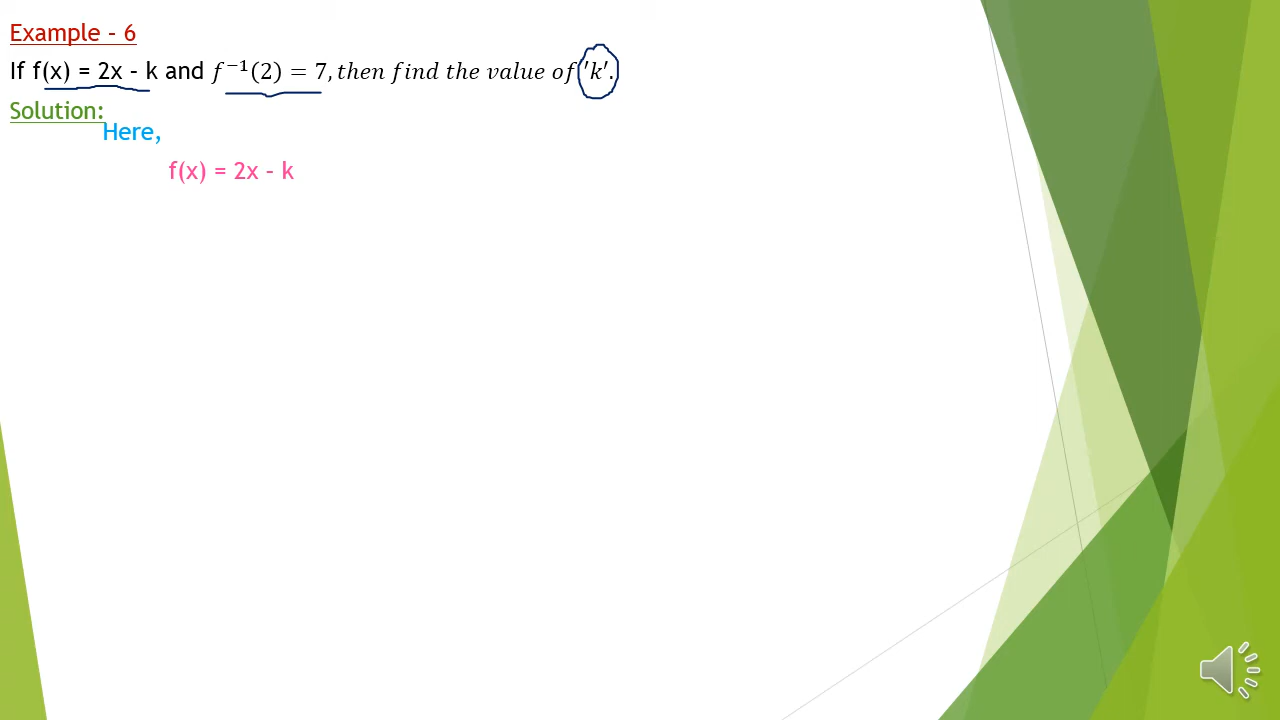 Example - 6
If f(x) = 2x - k and f⁻¹(2) = 7, then find the value of 'k'.
Solution:
Here,
f(x) = 2x - k